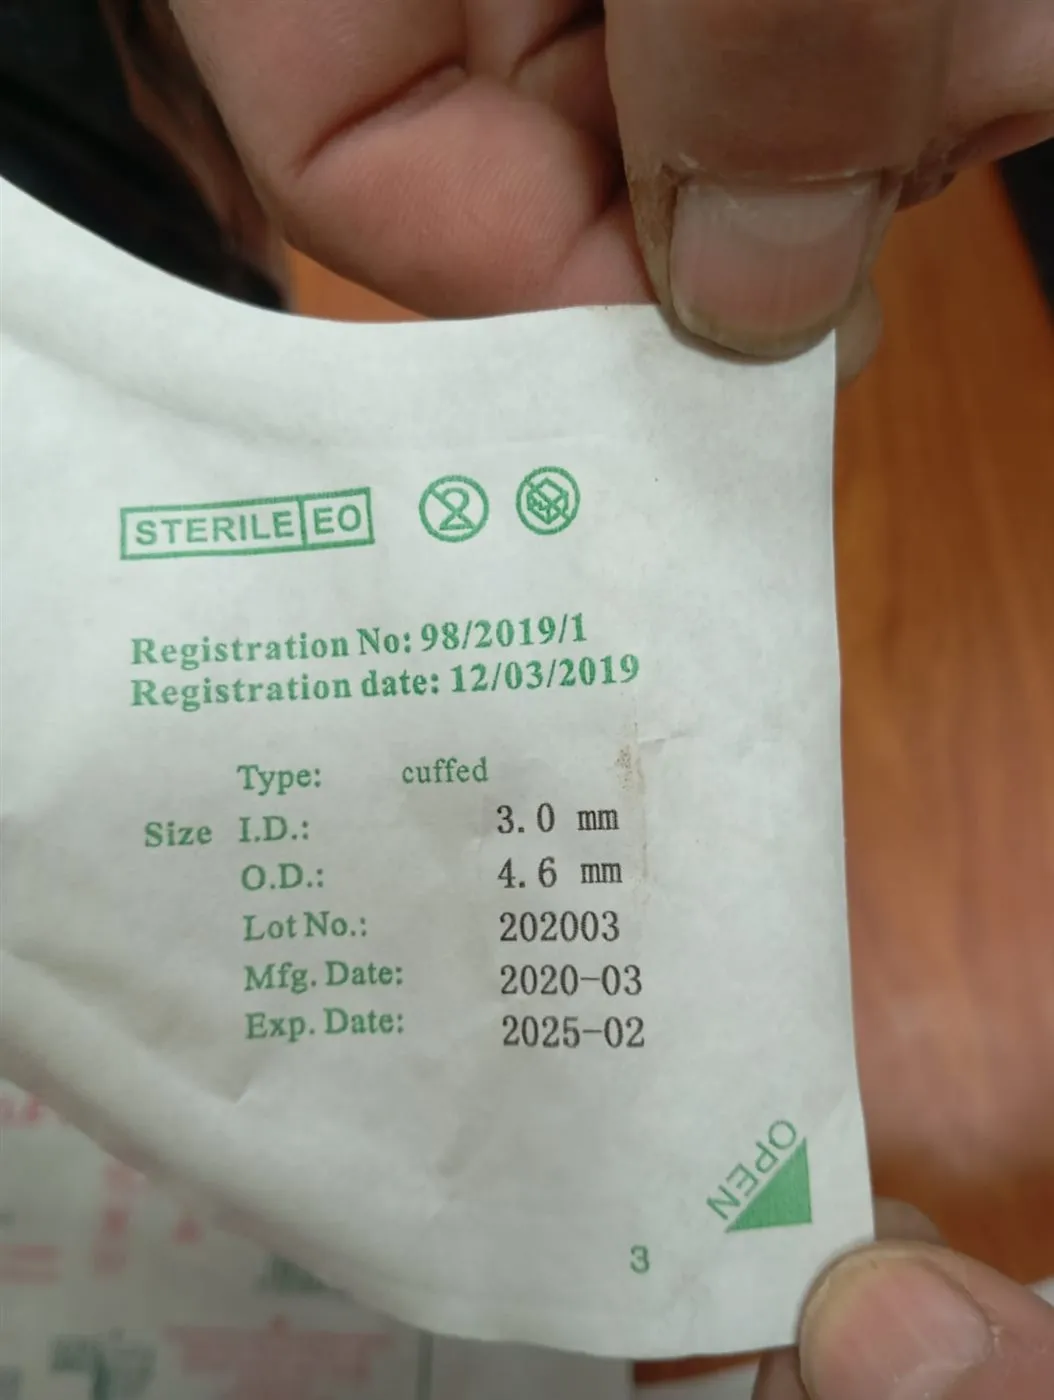 STERILE EO
Registration No: 98/2019/1
Registration date: 12/03/2019
Type: cuffed
Size I.D.: 3.0 mm
O.D.: 4.6 mm
Lot No.: 202003
Mfg. Date: 2020-03
Exp. Date: 2025-02
OPEN
3